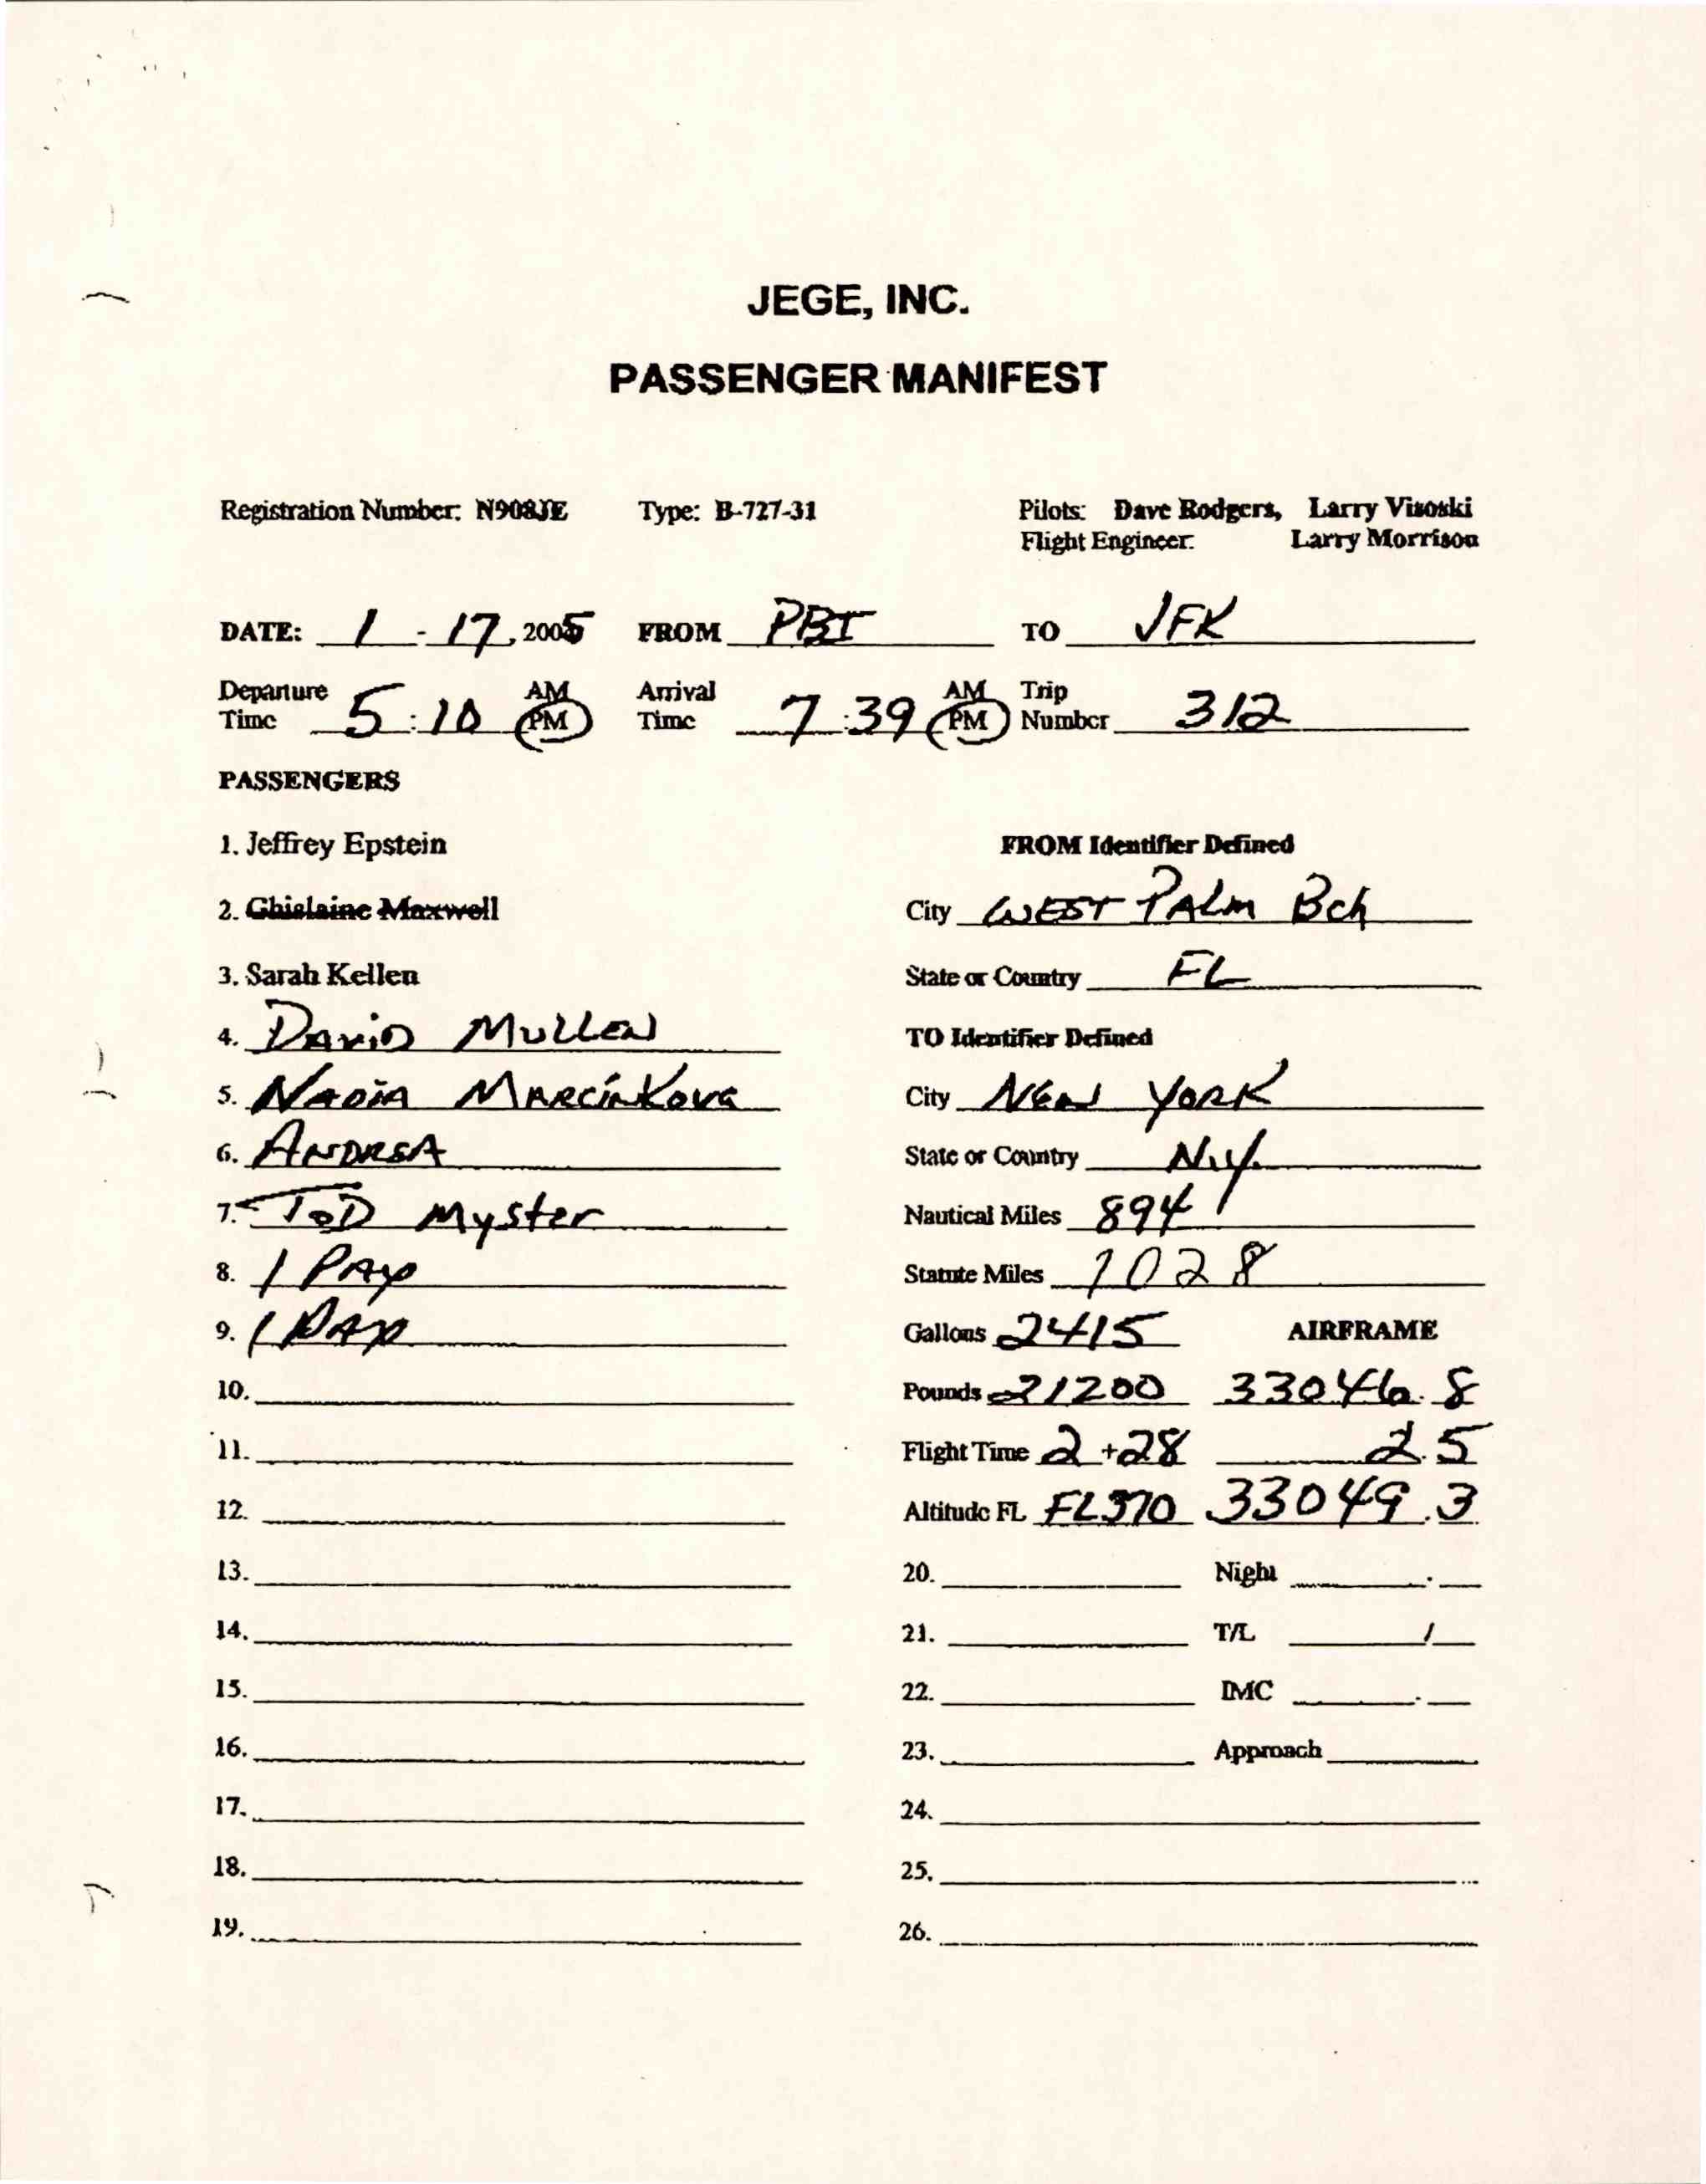 JEGE, INC.
PASSENGER MANIFEST
Registration Number: N908JE Type: B-727-31 Pilots: Dave Rodgers, Larry Visoski
Flight Engineer: Larry Morrison
DATE: 1 - 17, 2005 FROM PBI TO JFK
Departure Time 5:10 AM PM Arrival Time 7:39 AM PM Trip Number 312
PASSENGERS
1. Jeffrey Epstein FROM Identifier Defined
2. Ghislaine Maxwell City WEST PALM Bch
3. Sarah Kellen State or Country FL
4. DAViD MULLEN TO Identifier Defined
5. NADiA MARCiNKOVA City NEW YORK
6. ANDREA State or Country N.Y.
7. ToD Myster Nautical Miles 894
8. 1 PAX Statute Miles 1028
9. 1 PAX Gallons 2415 AIRFRAME
10. Pounds 21200 33046.8
11. Flight Time 2 + 28 2.5
12. Altitude FL FL370 33049.3
13. 20. Night .
14. 21. T/L /
15. 22. IMC .
16. 23. Approach
17. 24.
18. 25.
19. 26.